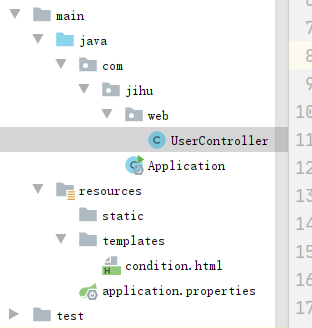 main
java
com
jihu
web
UserController
Application
resources
static
templates
condition.html
application.properties
test
8
9
10
11
12
13
14
15
16
17